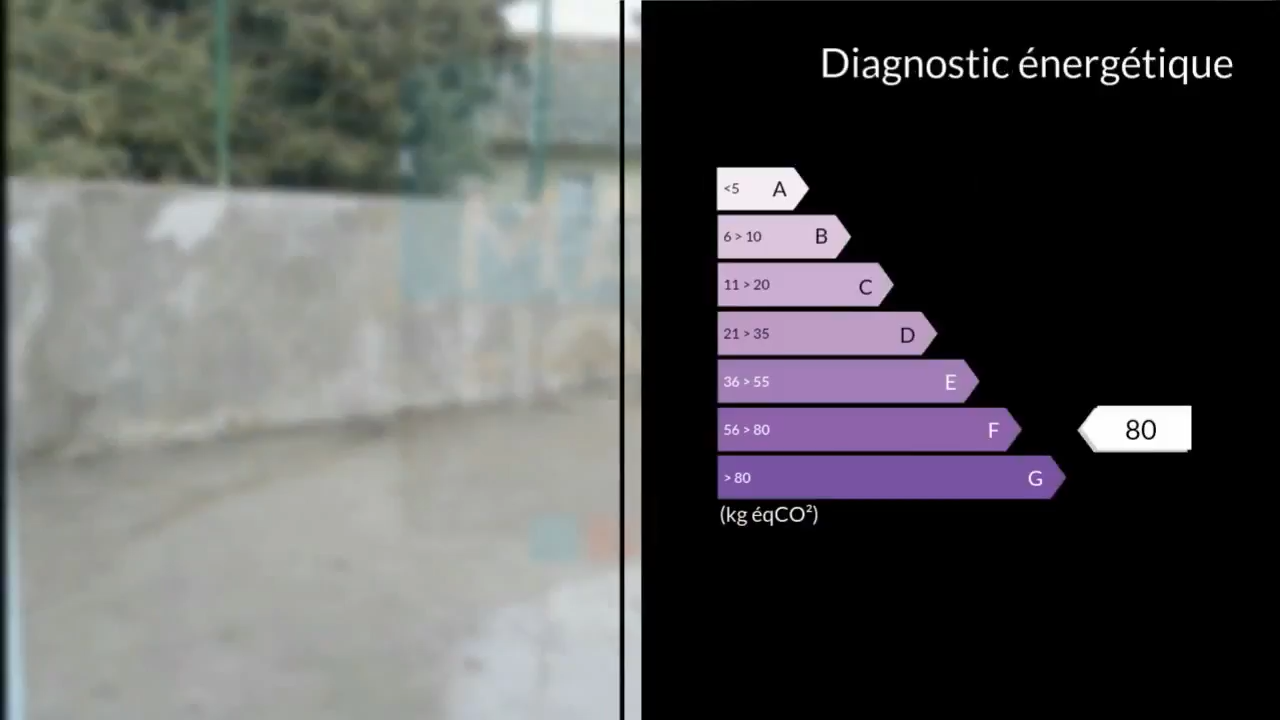 Diagnostic énergétique
<5 A
6 > 10 B
11 > 20 C
21 > 35 D
36 > 55 E
56 > 80 F
80
> 80 G
(kg éqCO²)